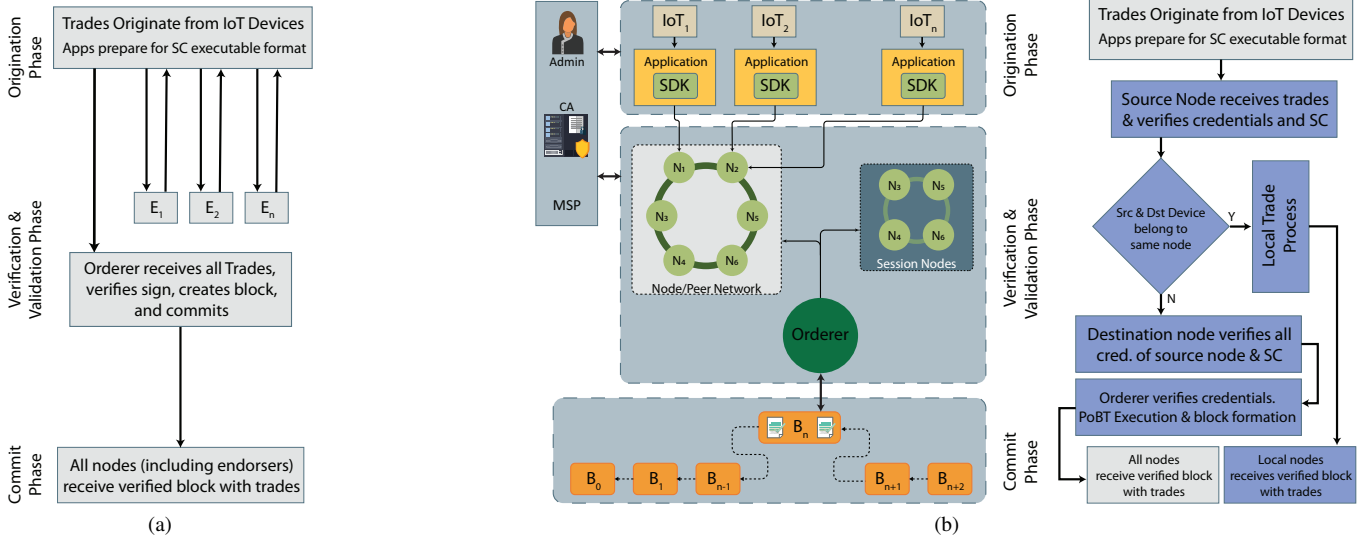 Origination
Phase
Trades Originate from IoT Devices
Apps prepare for SC executable format
E1
E2
En
Verification &
Validation Phase
Orderer receives all Trades,
verifies sign, creates block,
and commits
Commit
Phase
All nodes (including endorsers)
receive verified block with trades
(a)
Admin
CA
MSP
IoT1
IoT2
IoTn
Application
SDK
Application
SDK
Application
SDK
Origination
Phase
N1
N2
N3
N5
N4
N6
Node/Peer Network
N3
N5
N4
N6
Session Nodes
Orderer
Verification &
Validation Phase
Bn
B0
B1
Bn-1
Bn+1
Bn+2
Commit
Phase
Trades Originate from IoT Devices
Apps prepare for SC executable format
Source Node receives trades
& verifies credentials and SC
Src & Dst Device
belong to
same node
Y
N
Local Trade
Process
Destination node verifies all
cred. of source node & SC
Orderer verifies credentials.
PoBT Execution & block formation
All nodes
receive verified block
with trades
Local nodes
receives verified block
with trades
(b)